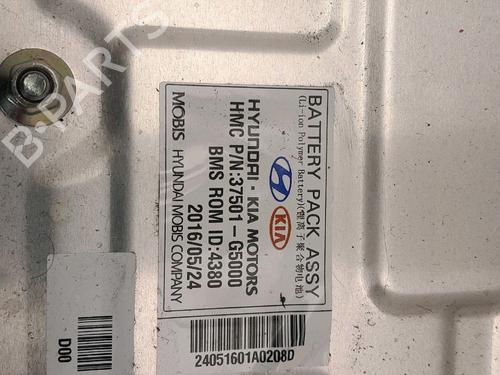 BATTERY PACK ASSY
(Li-ion Polymer Battery)(锂离子聚合物电池)
KIA
HYUNDAI · KIA MOTORS
HMC P/N:37501-G5000
BMS ROM ID:4380
2016/05/24
MOBIS HYUNDAI MOBIS COMPANY
24051601A0208D
D00
B-PARTS